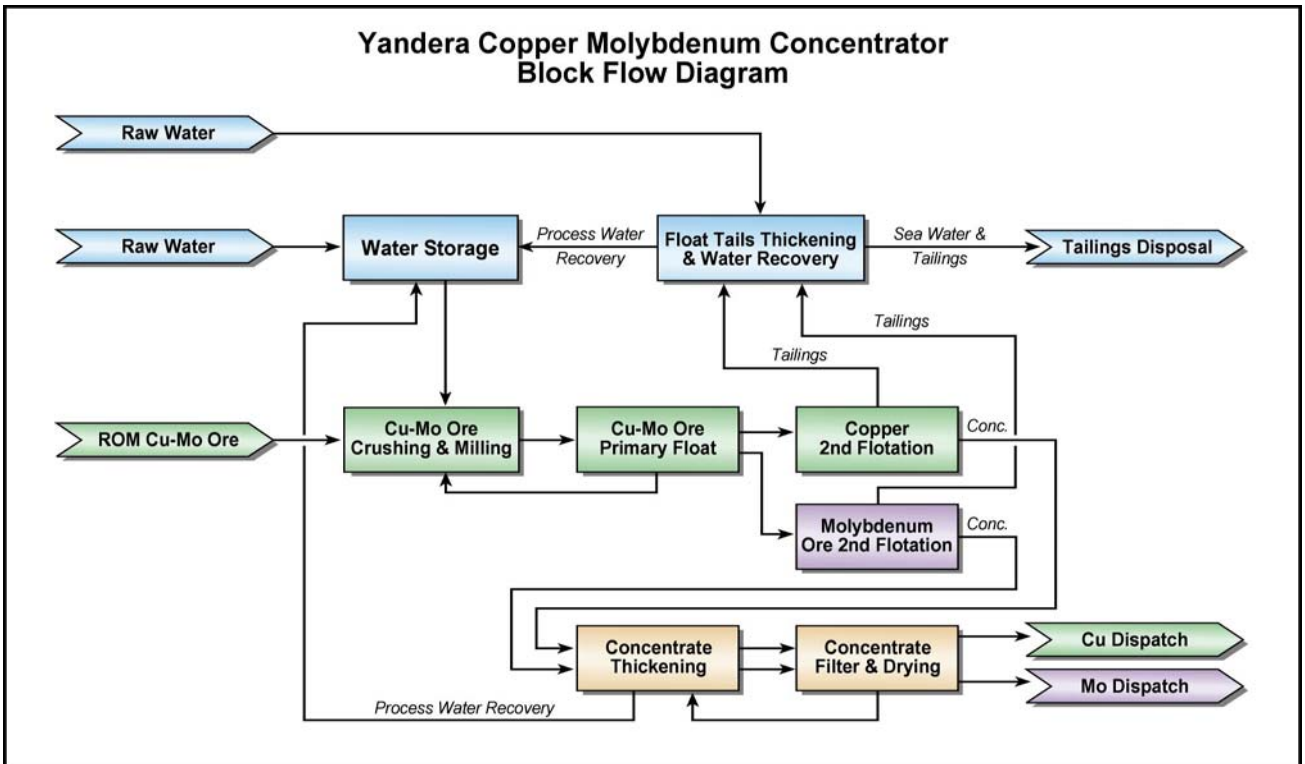 Yandera Copper Molybdenum Concentrator
Block Flow Diagram
Raw Water
Raw Water
Water Storage
Process Water
Recovery
Float Tails Thickening
& Water Recovery
Sea Water &
Tailings
Tailings Disposal
Tailings
Tailings
ROM Cu-Mo Ore
Cu-Mo Ore
Crushing & Milling
Cu-Mo Ore
Primary Float
Copper
2nd Flotation
Conc.
Molybdenum
Ore 2nd Flotation
Conc.
Concentrate
Thickening
Concentrate
Filter & Drying
Cu Dispatch
Mo Dispatch
Process Water Recovery